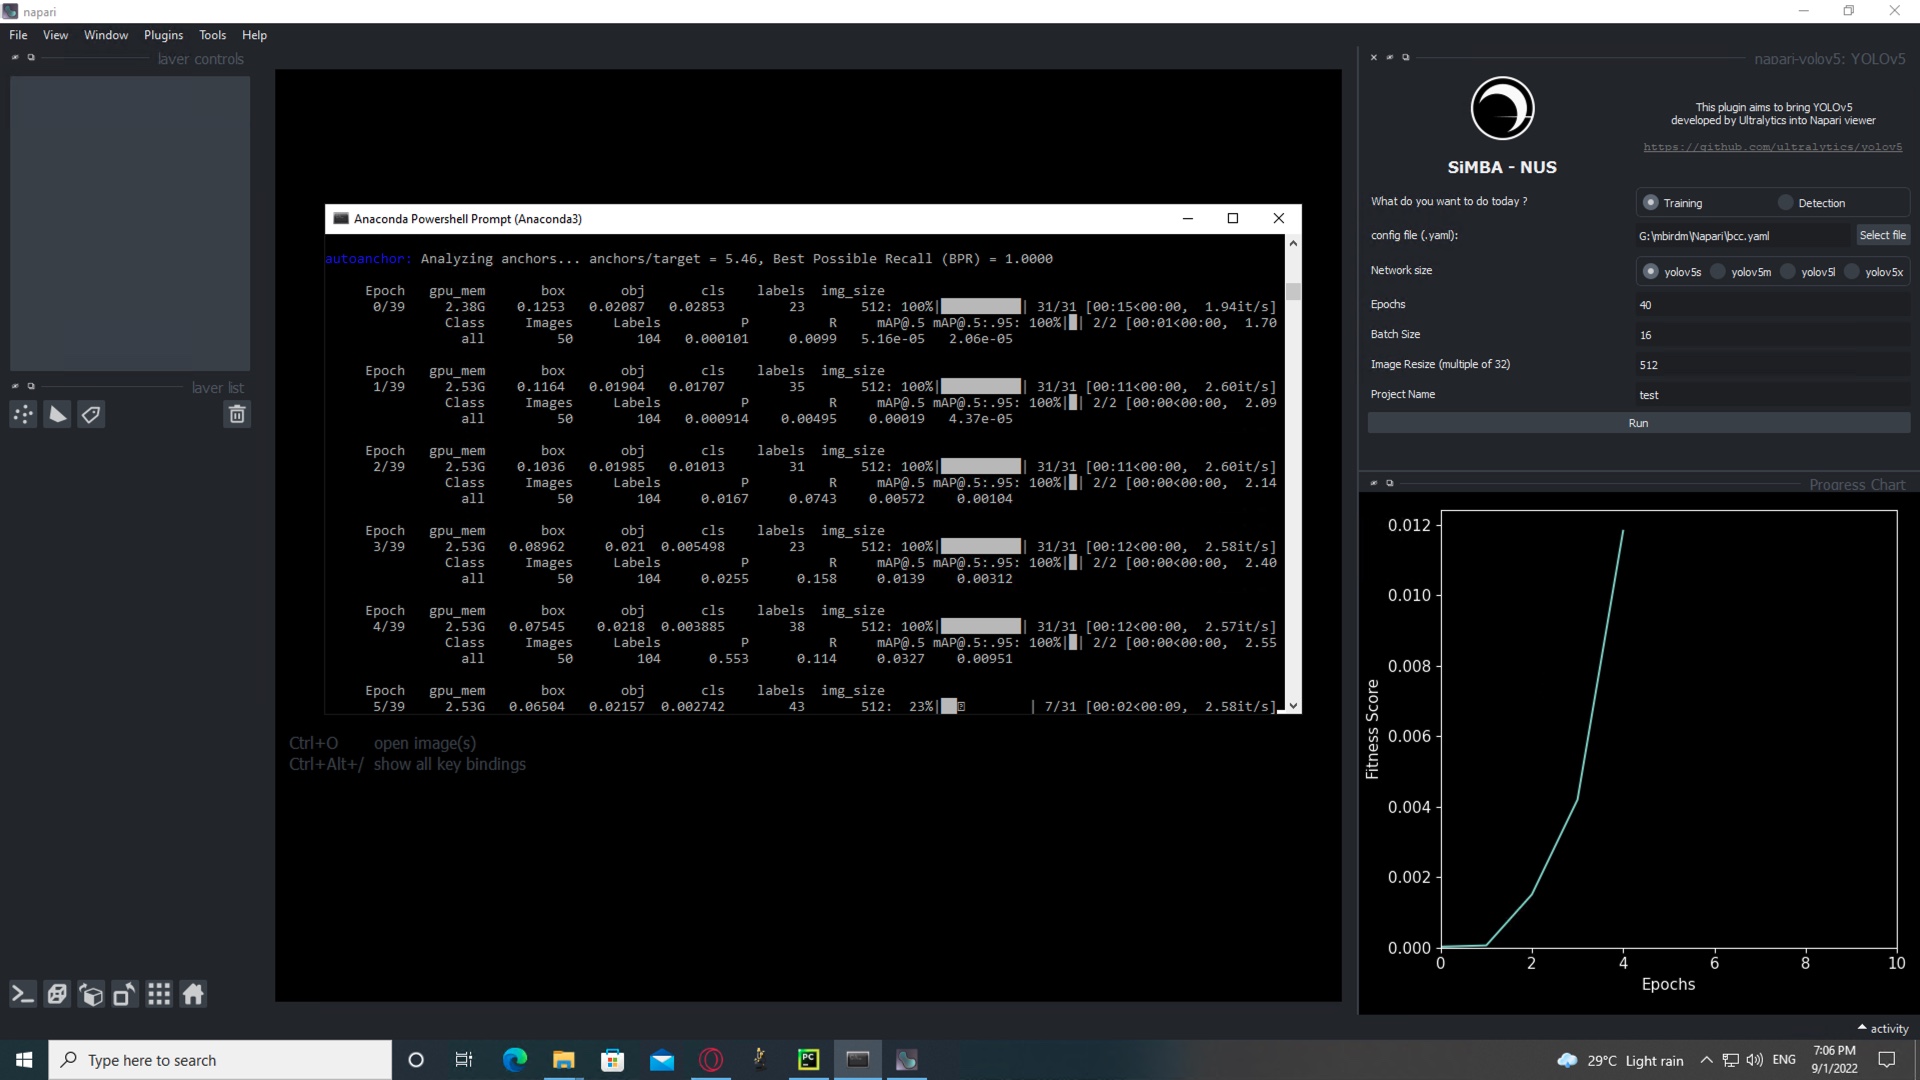 napari
File View Window Plugins Tools Help
layer controls
layer list
Anaconda Powershell Prompt (Anaconda3)
autoanchor: Analyzing anchors... anchors/target = 5.46, Best Possible Recall (BPR) = 1.0000
Epoch gpu_mem box obj cls labels img_size
0/39 2.38G 0.1253 0.02087 0.02853 23 512: 100%| | 31/31 [00:15<00:00, 1.94it/s]
Class Images Labels P R mAP@.5 mAP@.5:.95: 100%| | 2/2 [00:01<00:00, 1.70
all 50 104 0.000101 0.0099 5.16e-05 2.06e-05
Epoch gpu_mem box obj cls labels img_size
1/39 2.53G 0.1164 0.01904 0.01707 35 512: 100%| | 31/31 [00:11<00:00, 2.60it/s]
Class Images Labels P R mAP@.5 mAP@.5:.95: 100%| | 2/2 [00:00<00:00, 2.09
all 50 104 0.000914 0.00495 0.00019 4.37e-05
Epoch gpu_mem box obj cls labels img_size
2/39 2.53G 0.1036 0.01985 0.01013 31 512: 100%| | 31/31 [00:11<00:00, 2.60it/s]
Class Images Labels P R mAP@.5 mAP@.5:.95: 100%| | 2/2 [00:00<00:00, 2.14
all 50 104 0.0167 0.0743 0.00572 0.00104
Epoch gpu_mem box obj cls labels img_size
3/39 2.53G 0.08962 0.021 0.005498 23 512: 100%| | 31/31 [00:12<00:00, 2.58it/s]
Class Images Labels P R mAP@.5 mAP@.5:.95: 100%| | 2/2 [00:00<00:00, 2.40
all 50 104 0.0255 0.158 0.0139 0.00312
Epoch gpu_mem box obj cls labels img_size
4/39 2.53G 0.07545 0.0218 0.003885 38 512: 100%| | 31/31 [00:12<00:00, 2.57it/s]
Class Images Labels P R mAP@.5 mAP@.5:.95: 100%| | 2/2 [00:00<00:00, 2.55
all 50 104 0.553 0.114 0.0327 0.00951
Epoch gpu_mem box obj cls labels img_size
5/39 2.53G 0.06504 0.02157 0.002742 43 512: 23%| | 7/31 [00:02<00:09, 2.58it/s]
Ctrl+O open image(s)
Ctrl+Alt+/ show all key bindings
napari-yolov5: YOLOv5
SiMBA - NUS
This plugin aims to bring YOLOv5
developed by Ultralytics into Napari viewer
https://github.com/ultralytics/yolov5
What do you want to do today ? Training Detection
config file (.yaml): G:\mbirdm\Napari\bcc.yaml Select file
Network size yolov5s yolov5m yolov5l yolov5x
Epochs 40
Batch Size 16
Image Resize (multiple of 32) 512
Project Name test
Run
Progress Chart
0.012
0.010
0.008
0.006
0.004
0.002
0.000
Fitness Score
0 2 4 6 8 10
Epochs
activity
Type here to search
PC
29°C Light rain
ENG
7:06 PM
9/1/2022